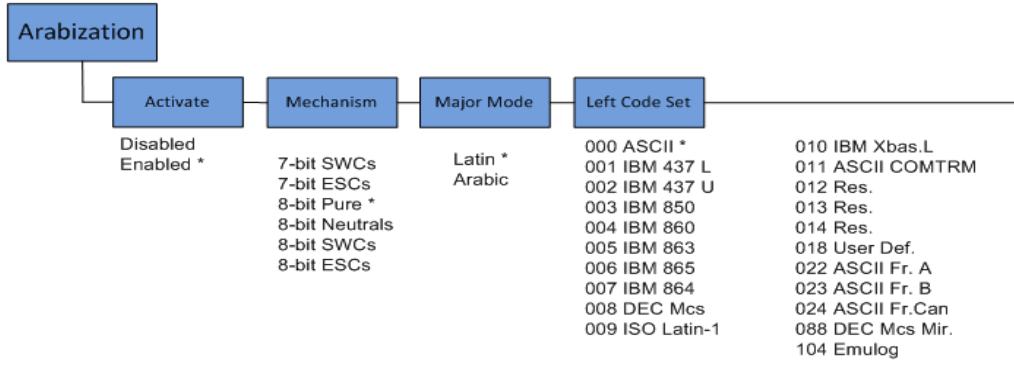 Arabization
Activate
Mechanism
Major Mode
Left Code Set
Disabled
Enabled *
7-bit SWCs
7-bit ESCs
8-bit Pure *
8-bit Neutrals
8-bit SWCs
8-bit ESCs
Latin *
Arabic
000 ASCII *
001 IBM 437 L
002 IBM 437 U
003 IBM 850
004 IBM 860
005 IBM 863
006 IBM 865
007 IBM 864
008 DEC Mcs
009 ISO Latin-1
010 IBM Xbas.L
011 ASCII COMTRM
012 Res.
013 Res.
014 Res.
018 User Def.
022 ASCII Fr. A
023 ASCII Fr. B
024 ASCII Fr.Can
088 DEC Mcs Mir.
104 Emulog